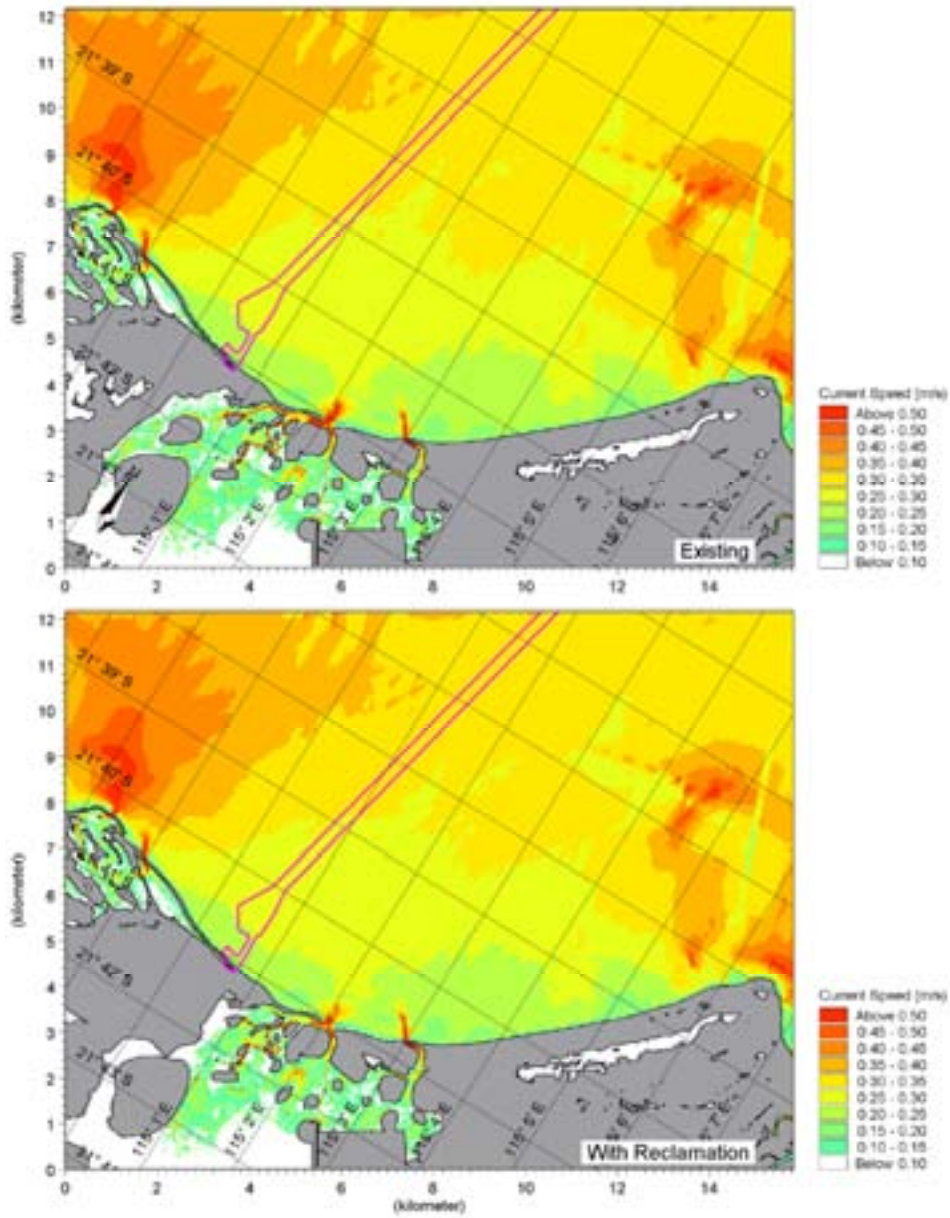 12
11
10
9
8
7
6
5
4
3
2
1
0
(kilometer)
21° 39' S
21° 40' S
21° 42' S
115° 2' E
115° 3' E
115° 5' E
115° 6' E
115° 7' E
Existing
0 2 4 6 8 10 12 14
Current Speed [m/s]
Above 0.50
0.45 - 0.50
0.40 - 0.45
0.35 - 0.40
0.30 - 0.35
0.25 - 0.30
0.20 - 0.25
0.15 - 0.20
0.10 - 0.15
Below 0.10
12
11
10
9
8
7
6
5
4
3
2
1
0
(kilometer)
21° 39' S
21° 40' S
21° 42' S
115° 2' E
115° 3' E
115° 5' E
115° 6' E
115° 7' E
With Reclamation
0 2 4 6 8 10 12 14
(kilometer)
Current Speed [m/s]
Above 0.50
0.45 - 0.50
0.40 - 0.45
0.35 - 0.40
0.30 - 0.35
0.25 - 0.30
0.20 - 0.25
0.15 - 0.20
0.10 - 0.15
Below 0.10